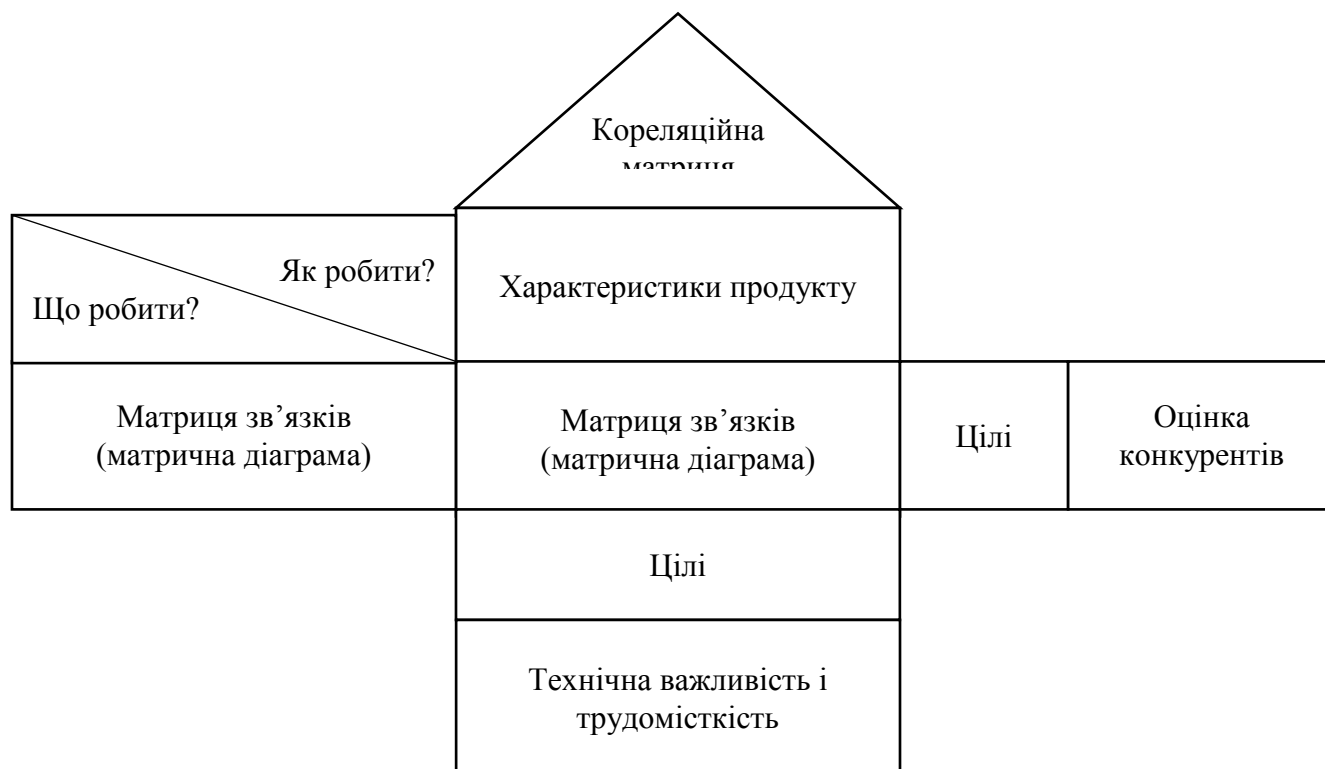 Кореляційна
матриця
Як робити?
Що робити?
Характеристики продукту
Матриця зв’язків
(матрична діаграма)
Матриця зв’язків
(матрична діаграма)
Цілі
Оцінка
конкурентів
Цілі
Технічна важливість і
трудомісткість